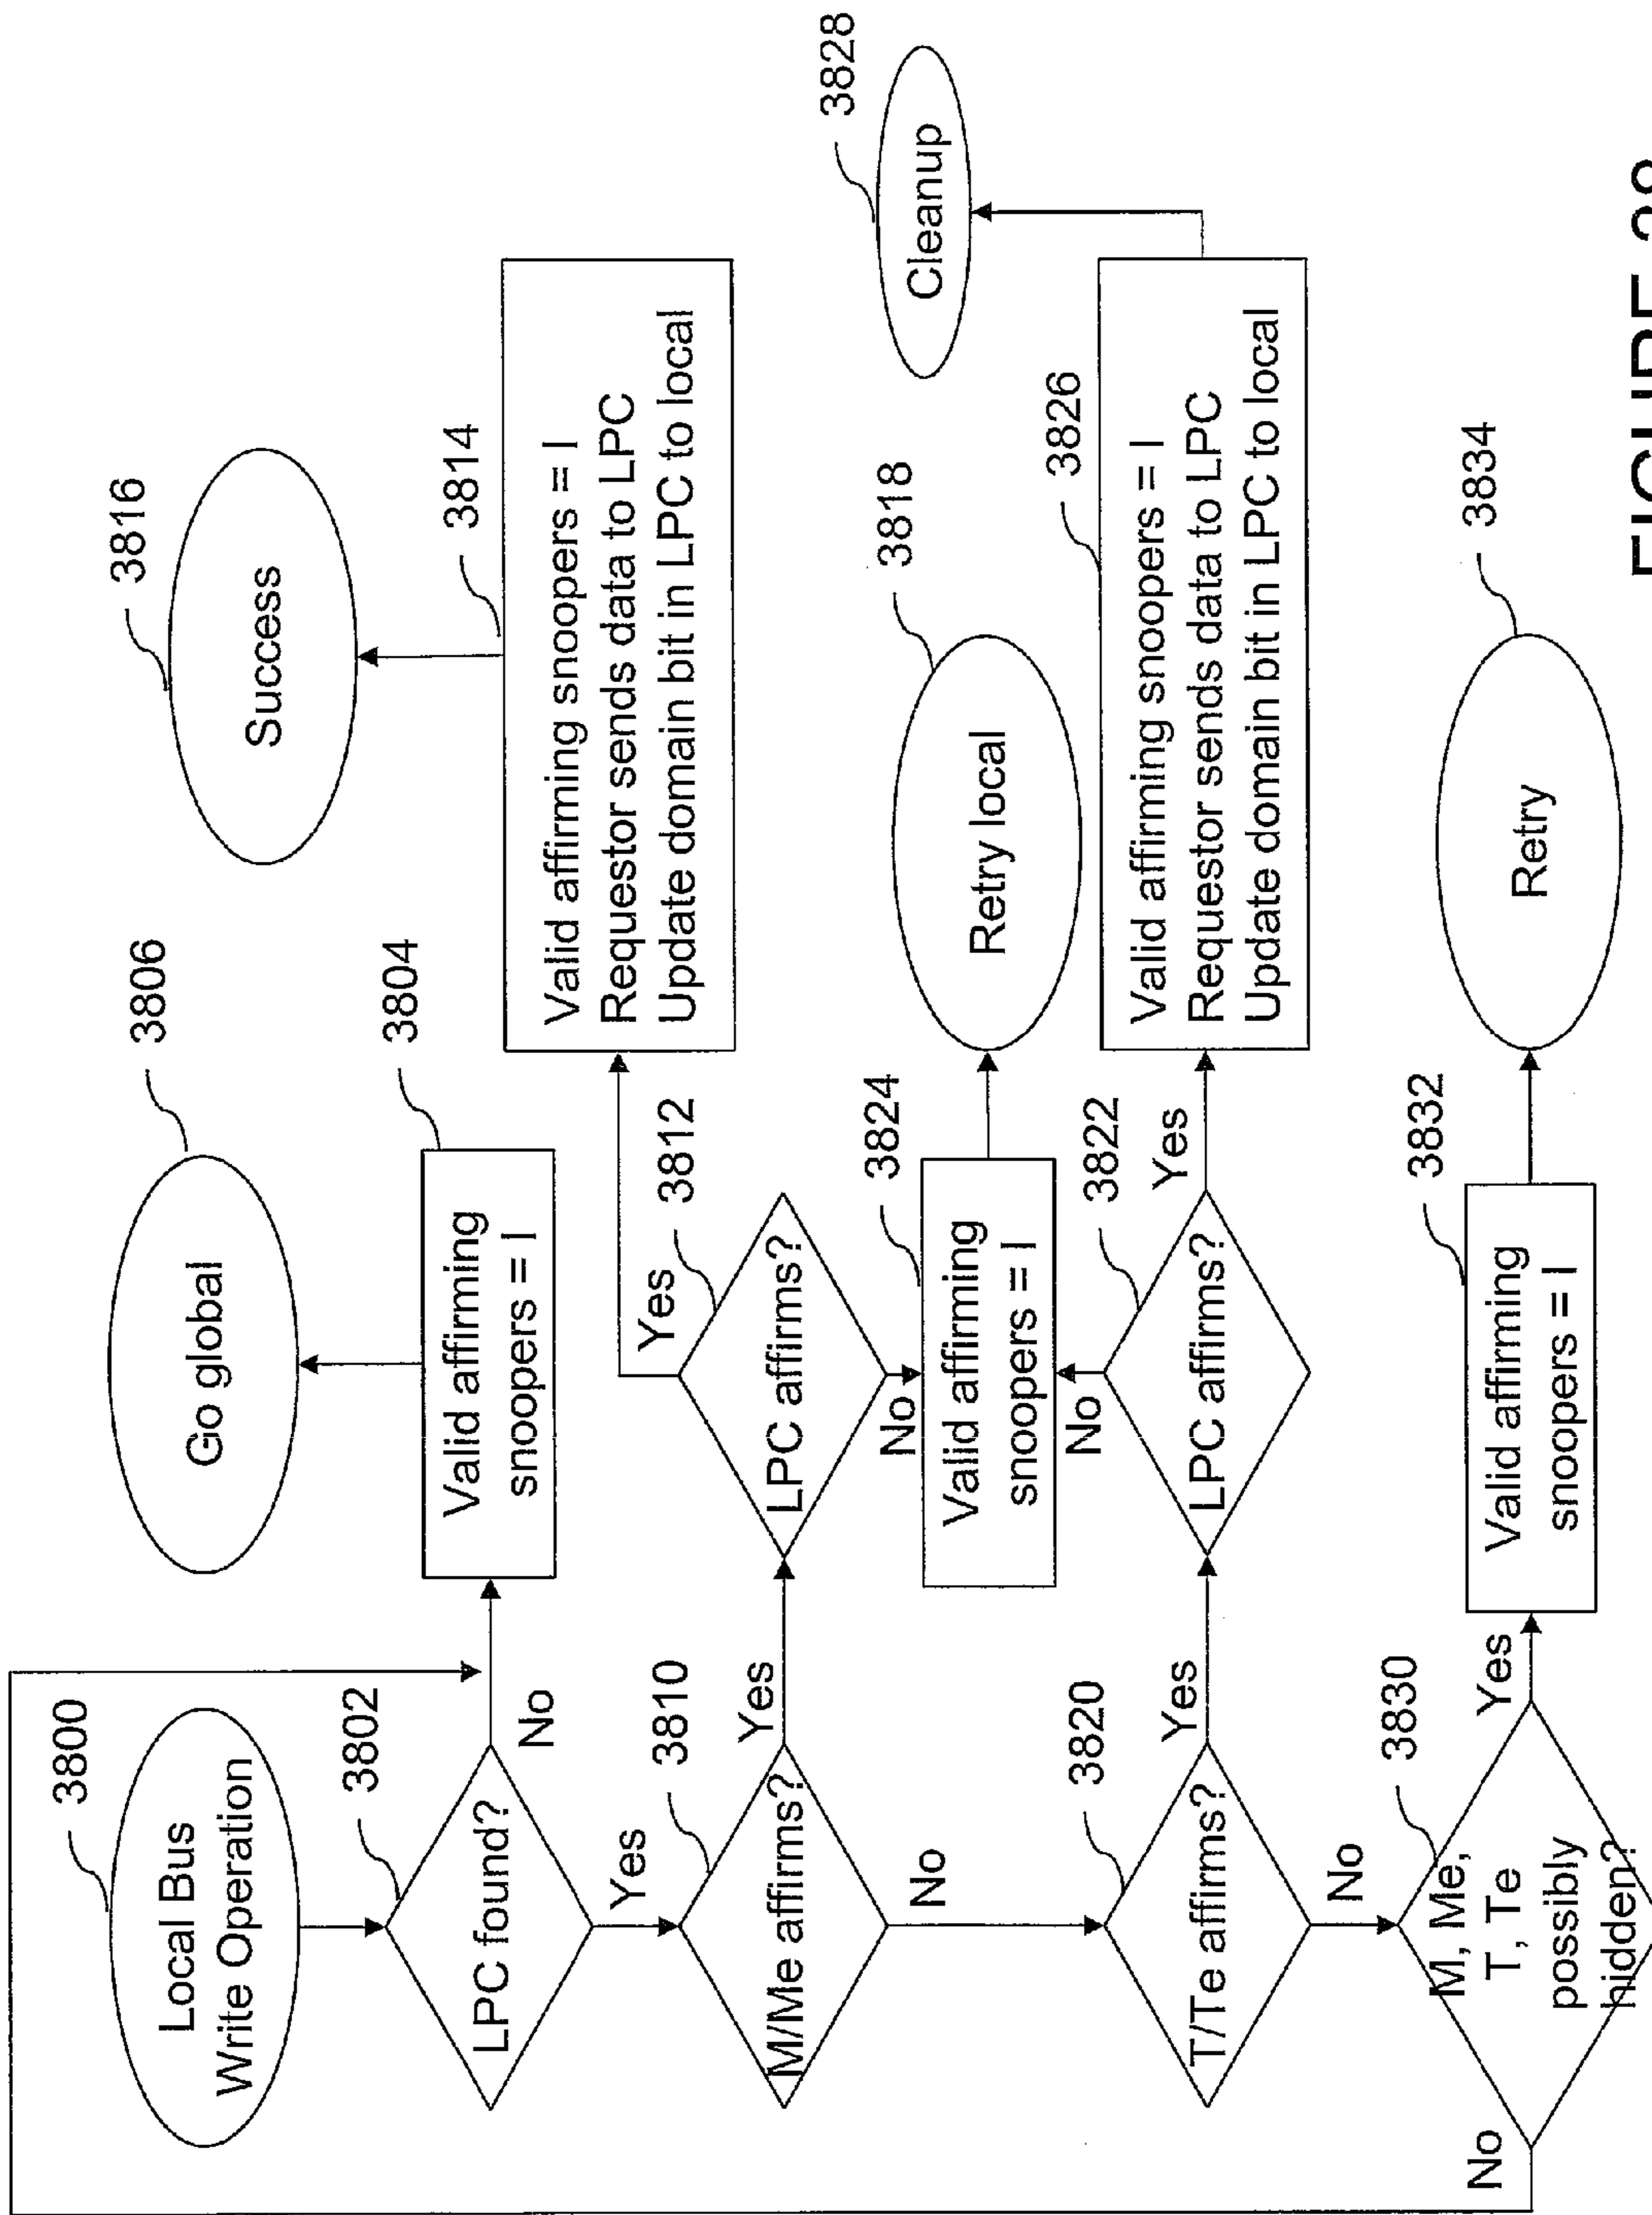 3800
Local Bus
Write Operation
3802
LPC found?
No
Yes
3804
Valid affirming
snoopers = I
3806
Go global
3810
M/Me affirms?
Yes
No
3812
LPC affirms?
Yes
No
3814
Valid affirming snoopers = I
Requestor sends data to LPC
Update domain bit in LPC to local
3816
Success
3818
Retry local
3820
T/Te affirms?
Yes
No
3822
LPC affirms?
Yes
No
3824
Valid affirming
snoopers = I
3826
Valid affirming snoopers = I
Requestor sends data to LPC
Update domain bit in LPC to local
3828
Cleanup
3830
M, Me,
T, Te
possibly
hidden?
Yes
No
3832
Valid affirming
snoopers = I
3834
Retry
FIGURE 38